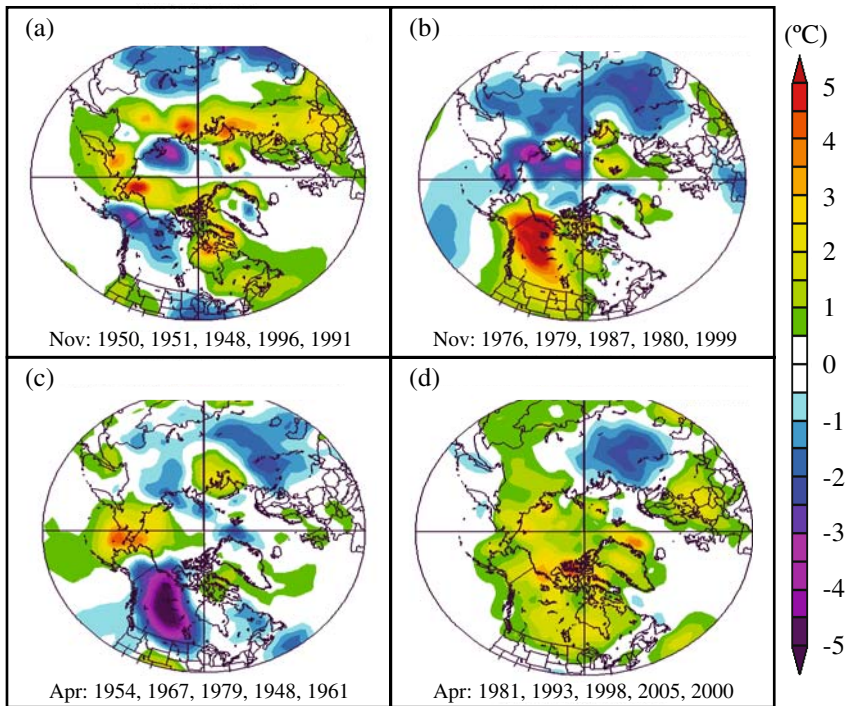 (a)
Nov: 1950, 1951, 1948, 1996, 1991
(b)
Nov: 1976, 1979, 1987, 1980, 1999
(c)
Apr: 1954, 1967, 1979, 1948, 1961
(d)
Apr: 1981, 1993, 1998, 2005, 2000
(ºC)
5
4
3
2
1
0
-1
-2
-3
-4
-5